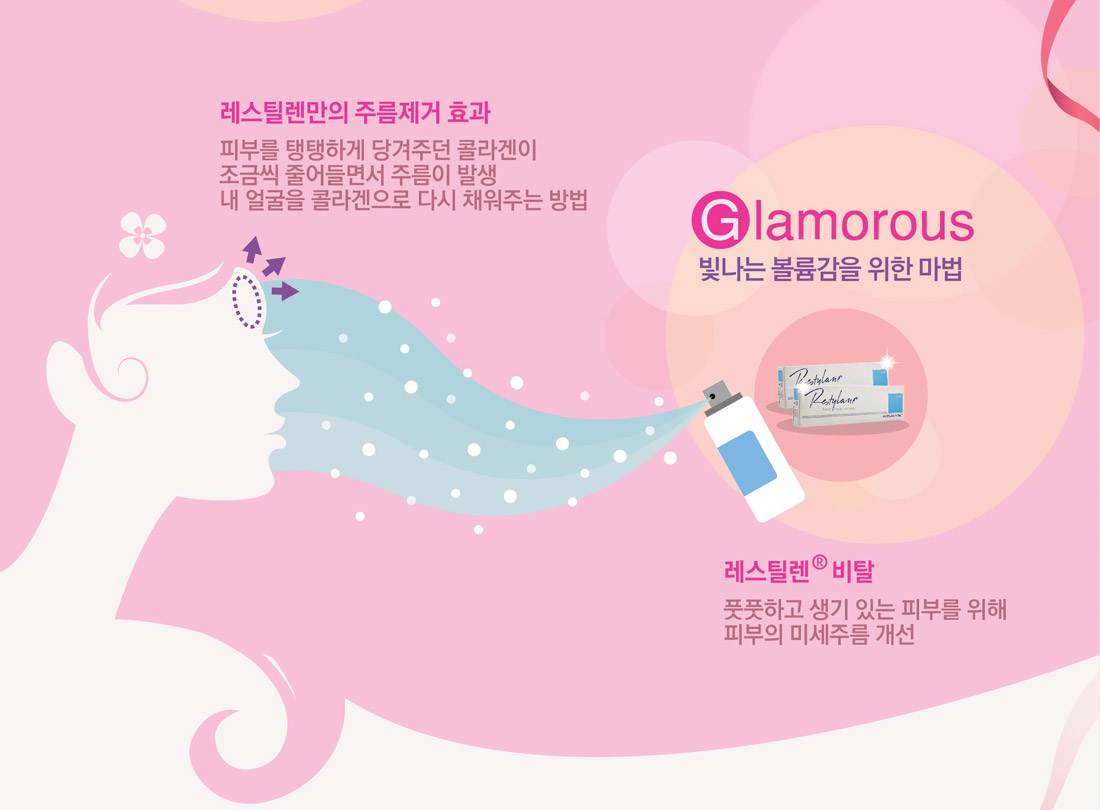 레스틸렌만의 주름제거 효과
피부를 탱탱하게 당겨주던 콜라겐이
조금씩 줄어들면서 주름이 발생
내 얼굴을 콜라겐으로 다시 채워주는 방법
Glamorous
빛나는 볼륨감을 위한 마법
Restylane
Restylane
레스틸렌® 비탈
풋풋하고 생기 있는 피부를 위해
피부의 미세주름 개선